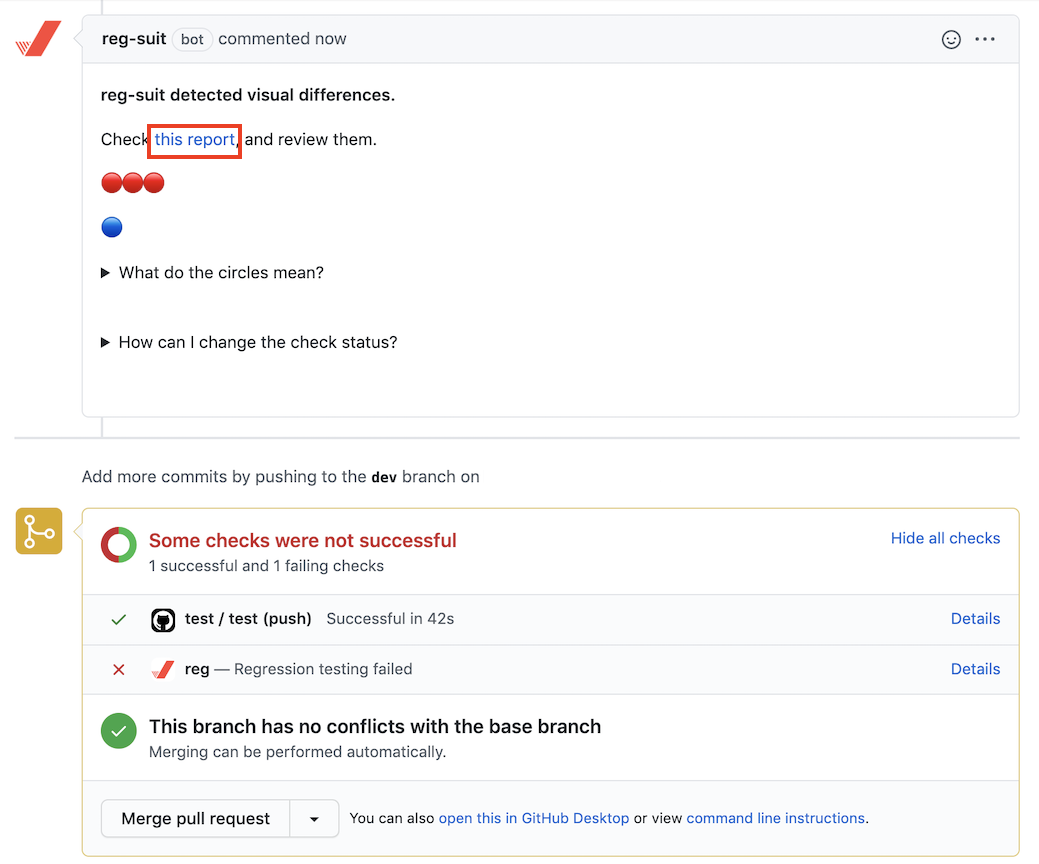 reg-suit bot commented now
reg-suit detected visual differences.
Check this report, and review them.
What do the circles mean?
How can I change the check status?
Add more commits by pushing to the dev branch on
Some checks were not successful
Hide all checks
1 successful and 1 failing checks
test / test (push) Successful in 42s Details
reg — Regression testing failed Details
This branch has no conflicts with the base branch
Merging can be performed automatically.
Merge pull request You can also open this in GitHub Desktop or view command line instructions.